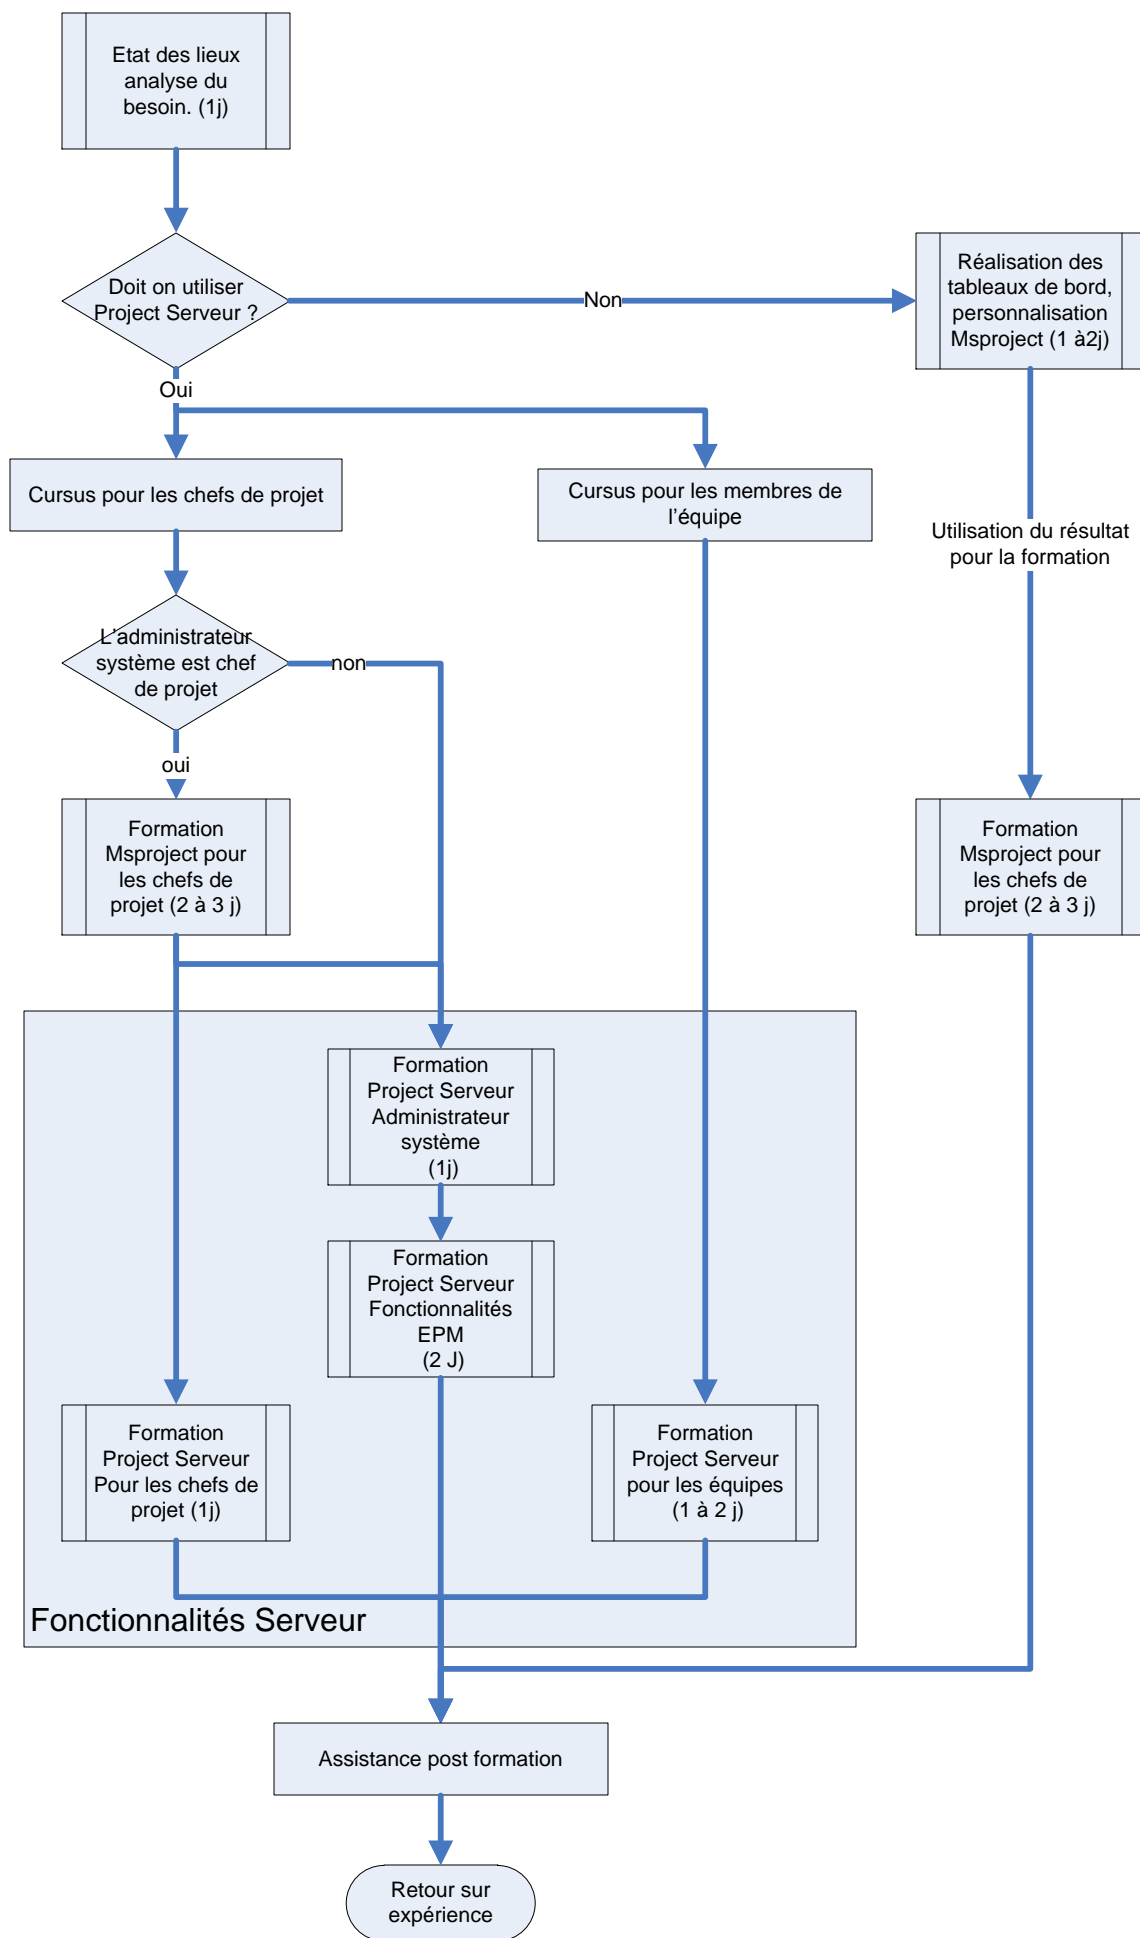 Etat des lieux
analyse du
besoin. (1j)
Doit on utiliser
Project Serveur ?
Non
Réalisation des
tableaux de bord,
personnalisation
Msproject (1 à2j)
Oui
Cursus pour les chefs de projet
Cursus pour les membres de
l'équipe
Utilisation du résultat
pour la formation
L'administrateur
système est chef
de projet
non
oui
Formation
Msproject pour
les chefs de
projet (2 à 3 j)
Formation
Msproject pour
les chefs de
projet (2 à 3 j)
Formation
Project Serveur
Administrateur
système
(1j)
Formation
Project Serveur
Fonctionnalités
EPM
(2 J)
Formation
Project Serveur
Pour les chefs de
projet (1j)
Formation
Project Serveur
pour les équipes
(1 à 2 j)
Fonctionnalités Serveur
Assistance post formation
Retour sur
expérience